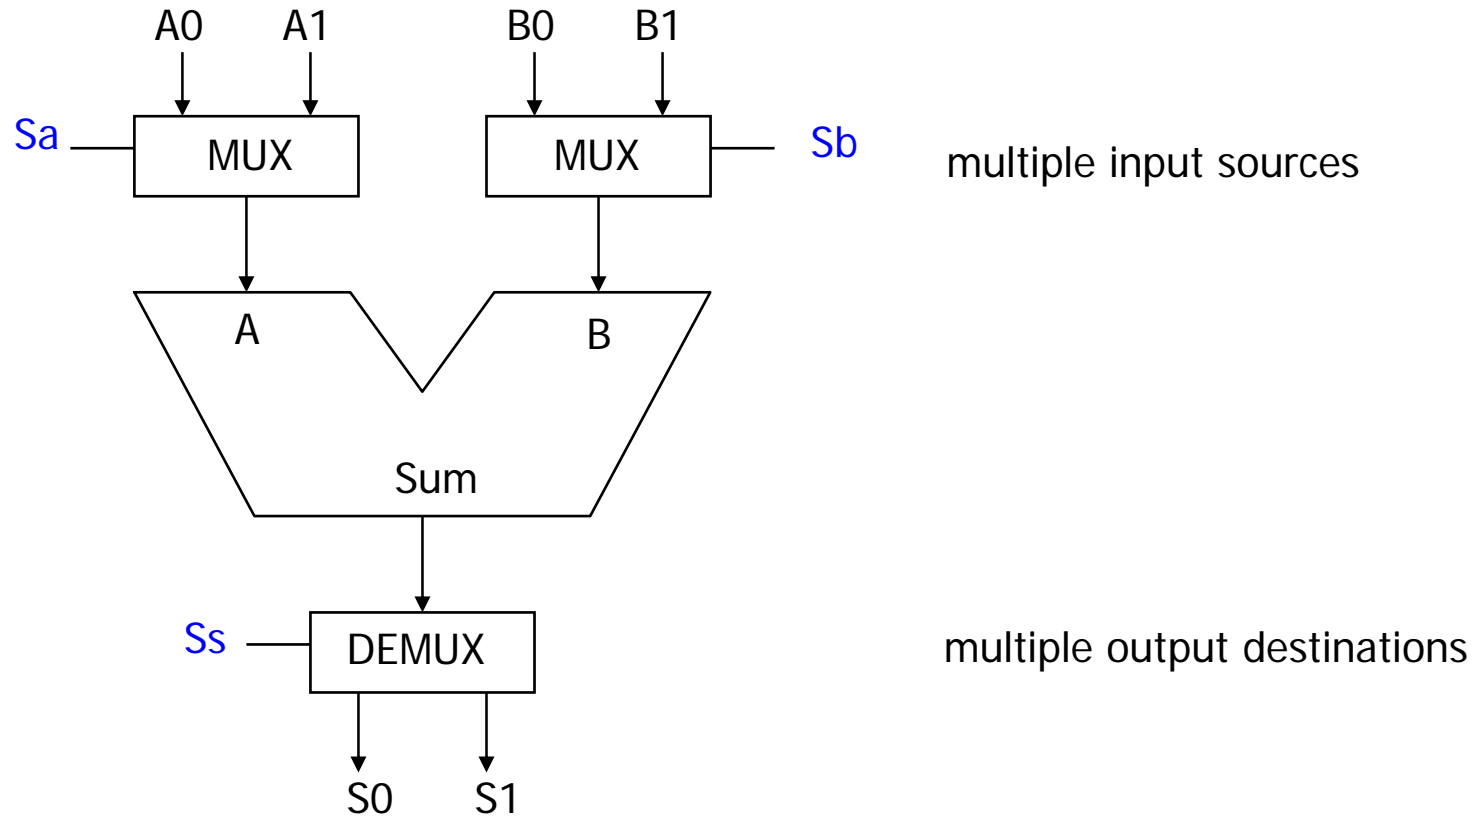 A0 A1 B0 B1
Sa MUX MUX Sb multiple input sources
A B
Sum
Ss DEMUX multiple output destinations
S0 S1